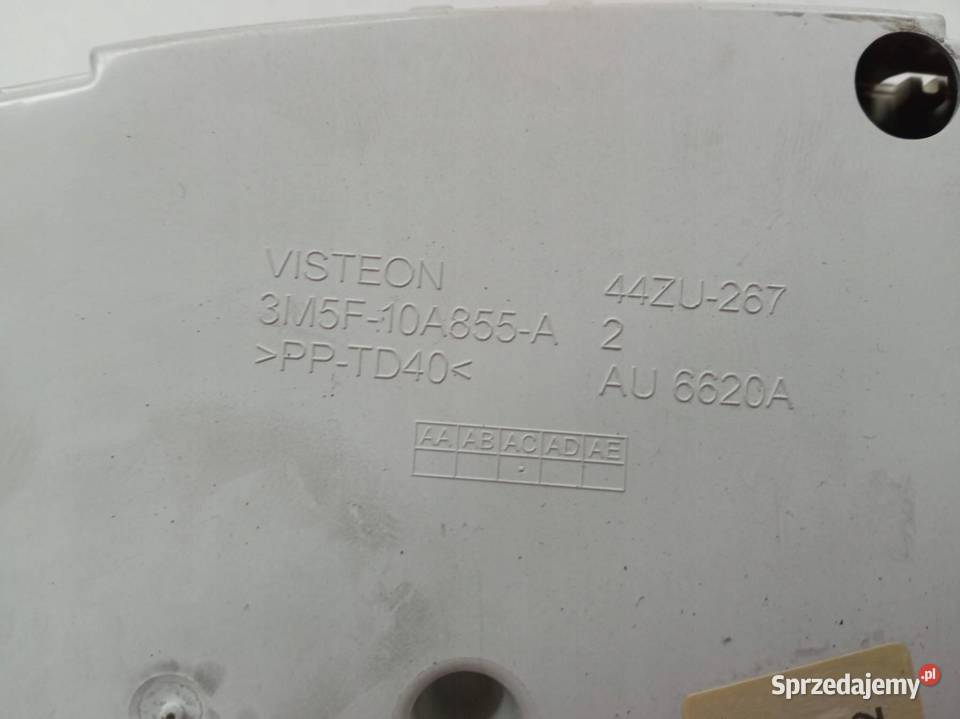 VISTEON
3M5F-10A855-A
>PP-TD40<
44ZU-267
2
AU 6620A
AA AB AC AD AE
Sprzedajemy.pl